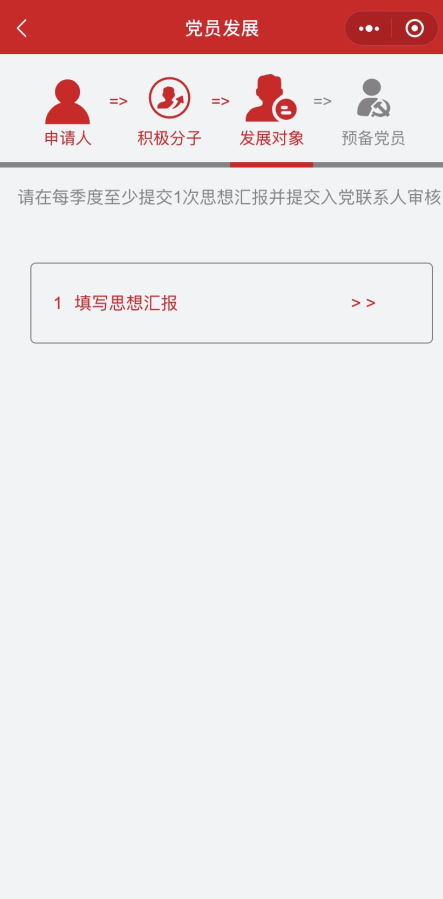 党员发展
申请人 => 积极分子 => 发展对象 => 预备党员
请在每季度至少提交1次思想汇报并提交入党联系人审核
1 填写思想汇报 > >